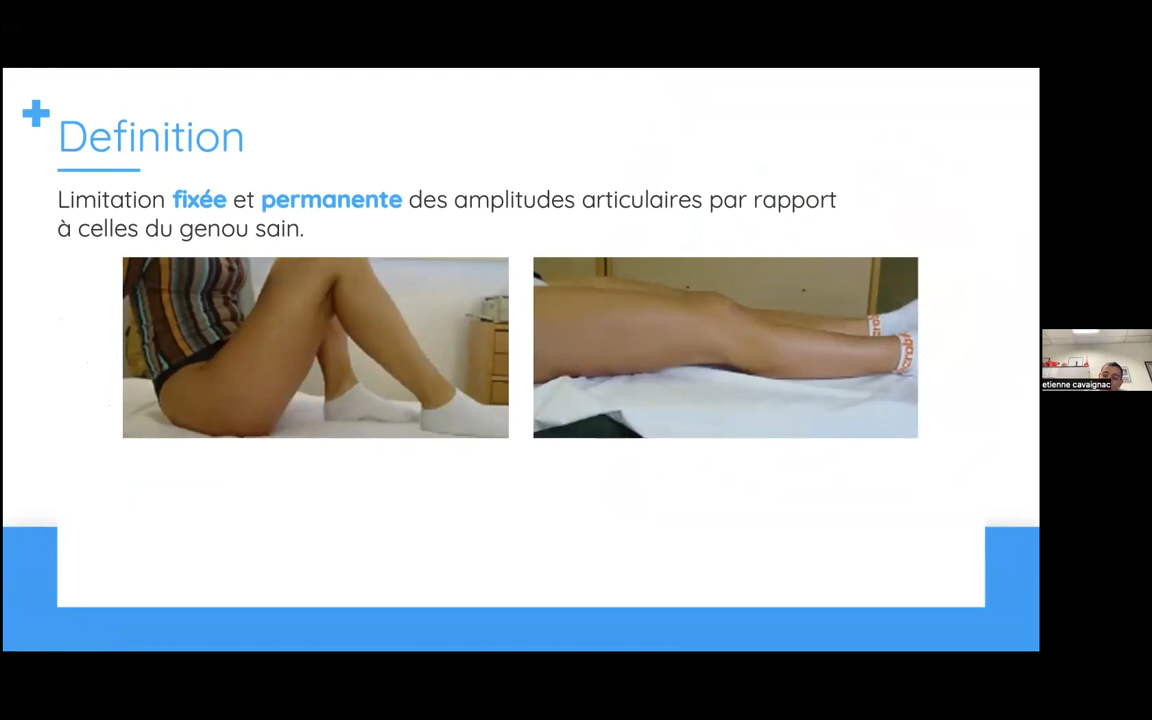 Definition
Limitation fixée et permanente des amplitudes articulaires par rapport
à celles du genou sain.
etienne cavaignac